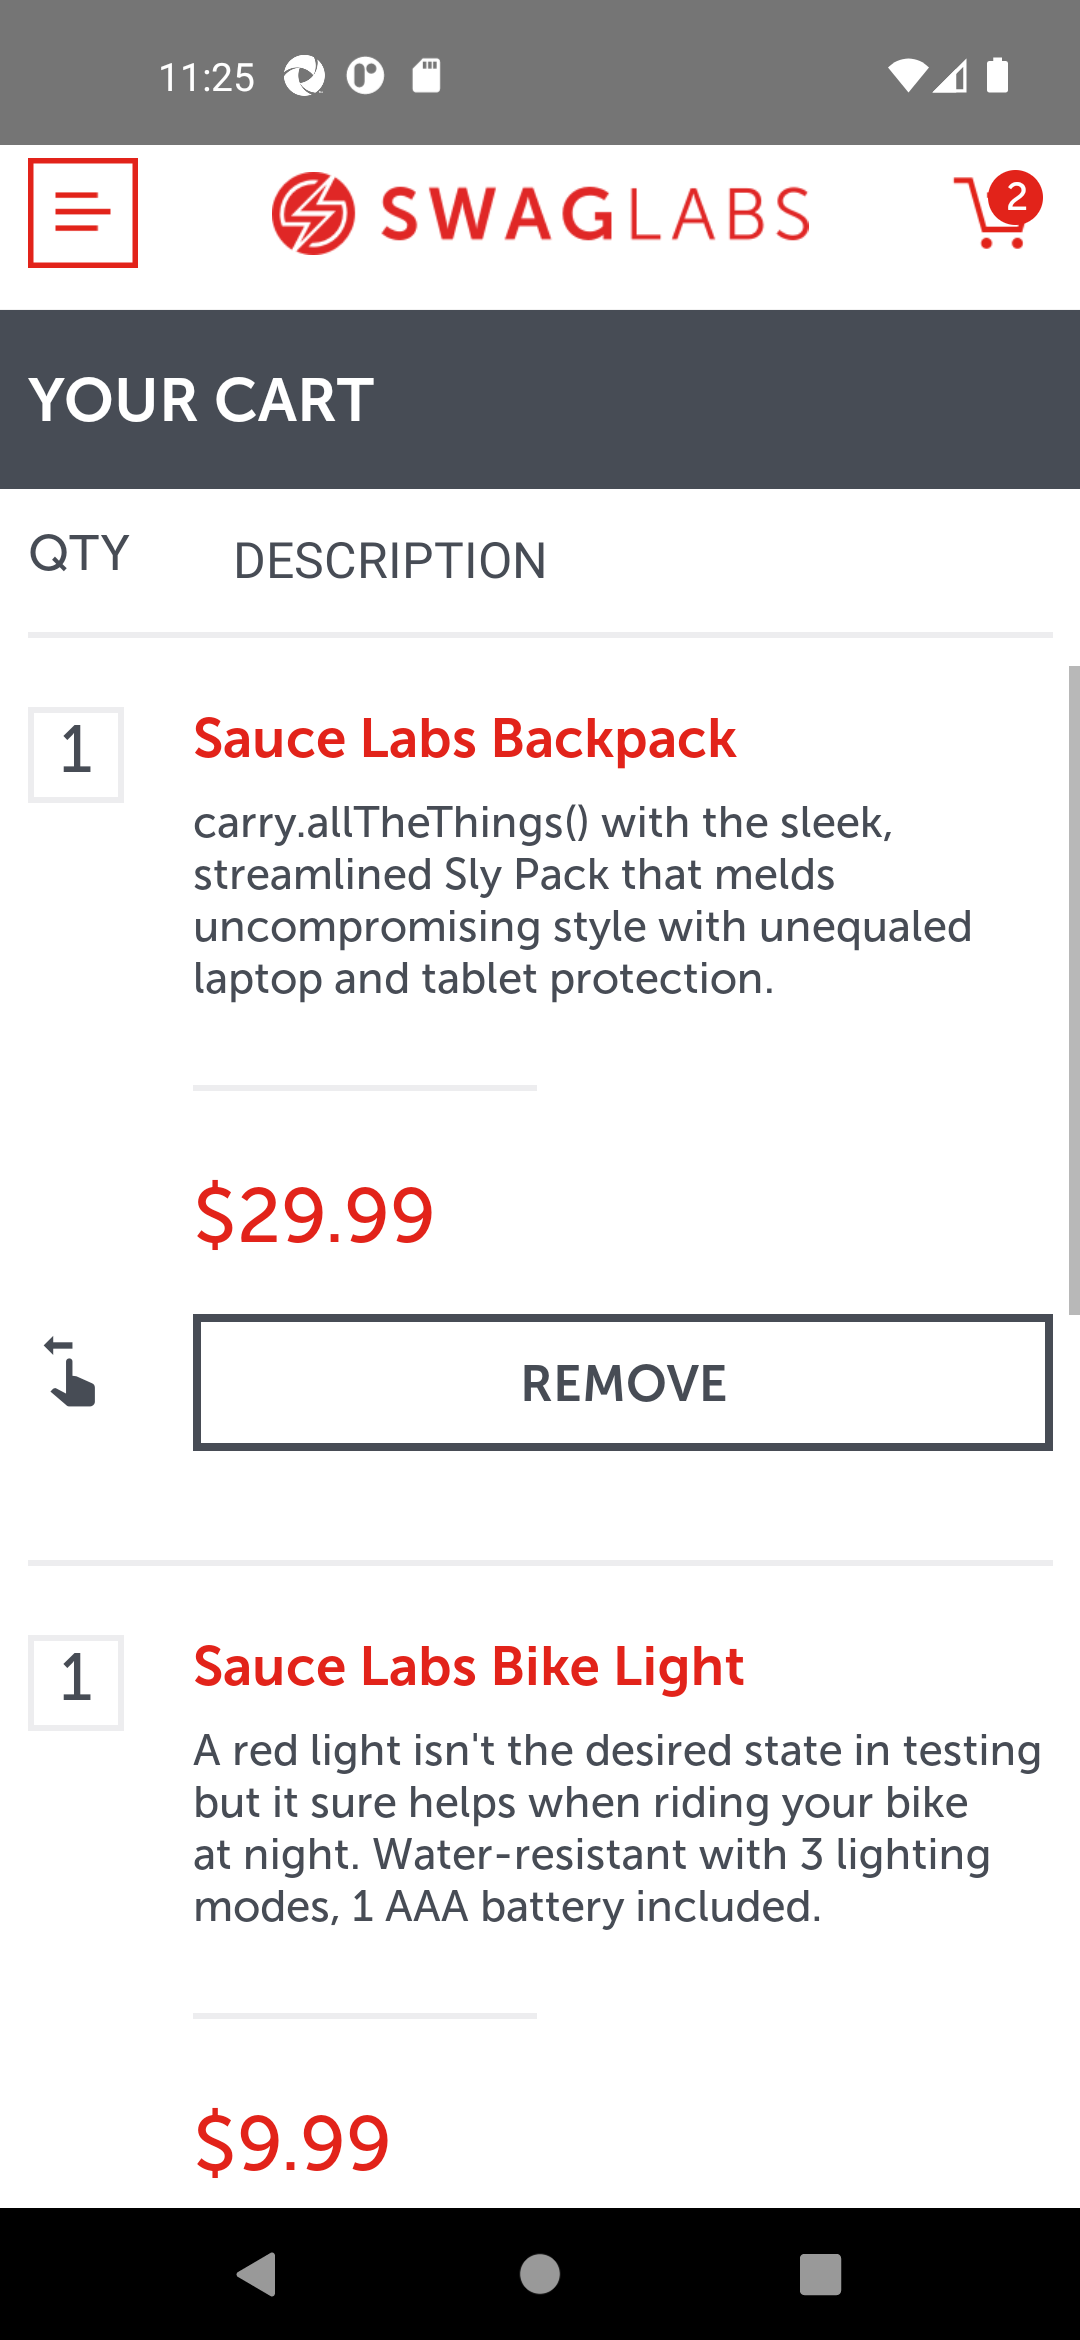 11:25
SWAGLABS
2
YOUR CART
QTY
DESCRIPTION
1
Sauce Labs Backpack
carry.allTheThings() with the sleek,
streamlined Sly Pack that melds
uncompromising style with unequaled
laptop and tablet protection.
$29.99
REMOVE
1
Sauce Labs Bike Light
A red light isn't the desired state in testing
but it sure helps when riding your bike
at night. Water-resistant with 3 lighting
modes, 1 AAA battery included.
$9.99